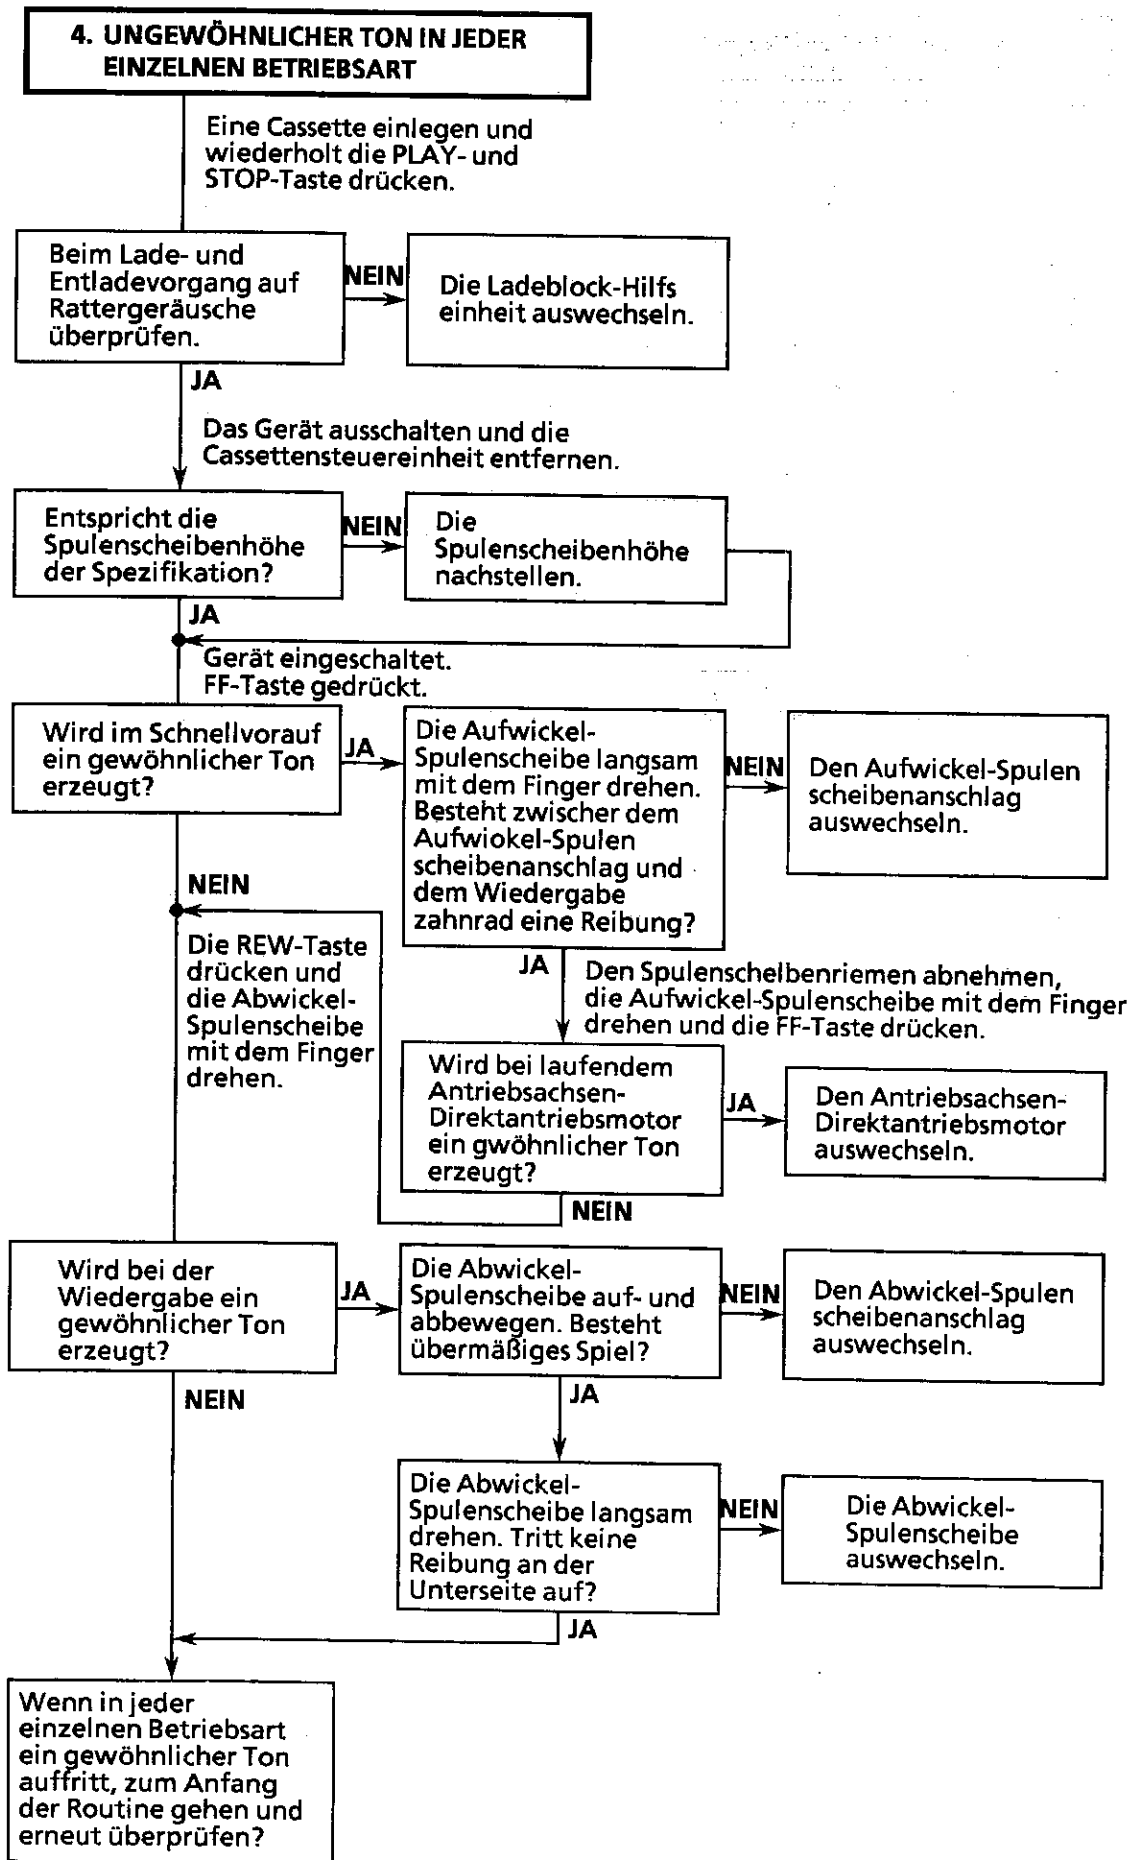 4. UNGEWÖHNLICHER TON IN JEDER
EINZELNEN BETRIEBSART
Eine Cassette einlegen und
wiederholt die PLAY- und
STOP-Taste drücken.
Beim Lade- und
Entladevorgang auf
Rattergeräusche
überprüfen.
NEIN
Die Ladeblock-Hilfs
einheit auswechseln.
JA
Das Gerät ausschalten und die
Cassettensteuereinheit entfernen.
Entspricht die
Spulenscheibenhöhe
der Spezifikation?
NEIN
Die
Spulenscheibenhöhe
nachstellen.
JA
Gerät eingeschaltet.
FF-Taste gedrückt.
Wird im Schnellvorauf
ein gewöhnlicher Ton
erzeugt?
JA
Die Aufwickel-
Spulenscheibe langsam
mit dem Finger drehen.
Besteht zwischer dem
Aufwiokel-Spulen
scheibenanschlag und
dem Wiedergabe
zahnrad eine Reibung?
NEIN
Den Aufwickel-Spulen
scheibenanschlag
auswechseln.
NEIN
Die REW-Taste
drücken und
die Abwickel-
Spulenscheibe
mit dem Finger
drehen.
JA
Den Spulenschelbenriemen abnehmen,
die Aufwickel-Spulenscheibe mit dem Finger
drehen und die FF-Taste drücken.
Wird bei laufendem
Antriebsachsen-
Direktantriebsmotor
ein gwöhnlicher Ton
erzeugt?
JA
Den Antriebsachsen-
Direktantriebsmotor
auswechseln.
NEIN
Wird bei der
Wiedergabe ein
gewöhnlicher Ton
erzeugt?
JA
Die Abwickel-
Spulenscheibe auf- und
abbewegen. Besteht
übermäßiges Spiel?
NEIN
Den Abwickel-Spulen
scheibenanschlag
auswechseln.
NEIN
JA
Die Abwickel-
Spulenscheibe langsam
drehen. Tritt keine
Reibung an der
Unterseite auf?
NEIN
Die Abwickel-
Spulenscheibe
auswechseln.
JA
Wenn in jeder
einzelnen Betriebsart
ein gewöhnlicher Ton
auffritt, zum Anfang
der Routine gehen und
erneut überprüfen?